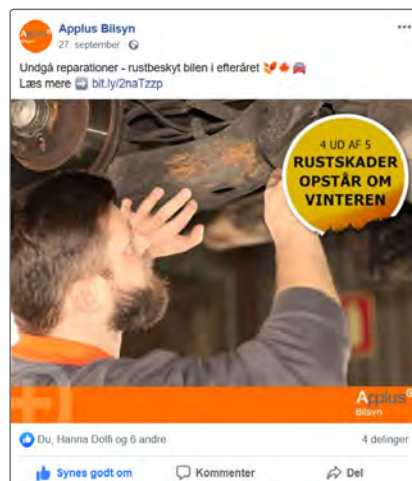 Applus Bilsyn
27. september
Undgå reparationer - rustbeskyt bilen i efteråret
Læs mere bit.ly/2naTzzp
4 UD AF 5
RUSTSKADER
OPSTÅR OM
VINTEREN
Applus
Bilsyn
Du, Hanna Dolfi og 6 andre
4 delinger
Synes godt om
Kommenter
Del